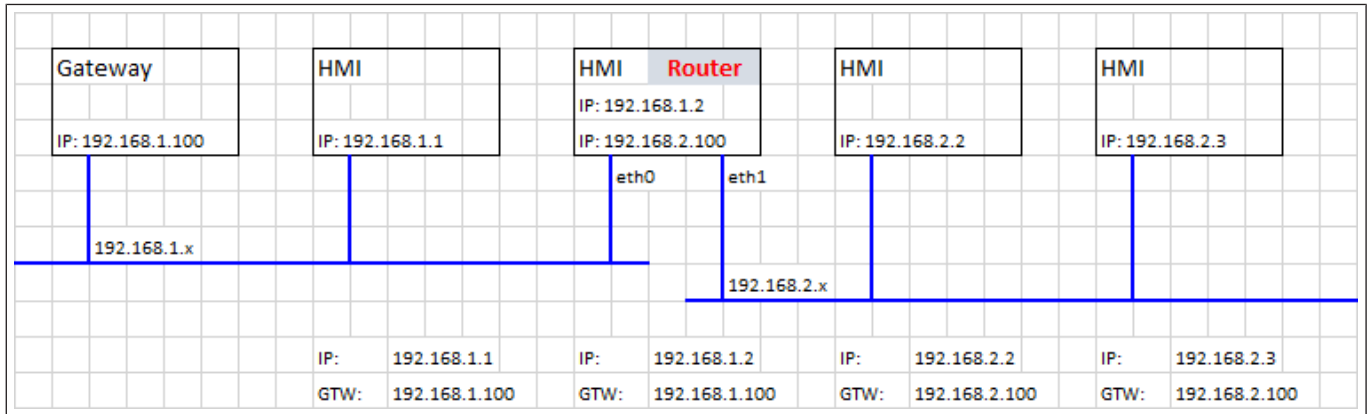 Gateway
IP: 192.168.1.100
HMI
IP: 192.168.1.1
HMI Router
IP: 192.168.1.2
IP: 192.168.2.100
HMI
IP: 192.168.2.2
HMI
IP: 192.168.2.3
eth0 eth1
192.168.1.x
192.168.2.x
IP: 192.168.1.1
GTW: 192.168.1.100
IP: 192.168.1.2
GTW: 192.168.1.100
IP: 192.168.2.2
GTW: 192.168.2.100
IP: 192.168.2.3
GTW: 192.168.2.100